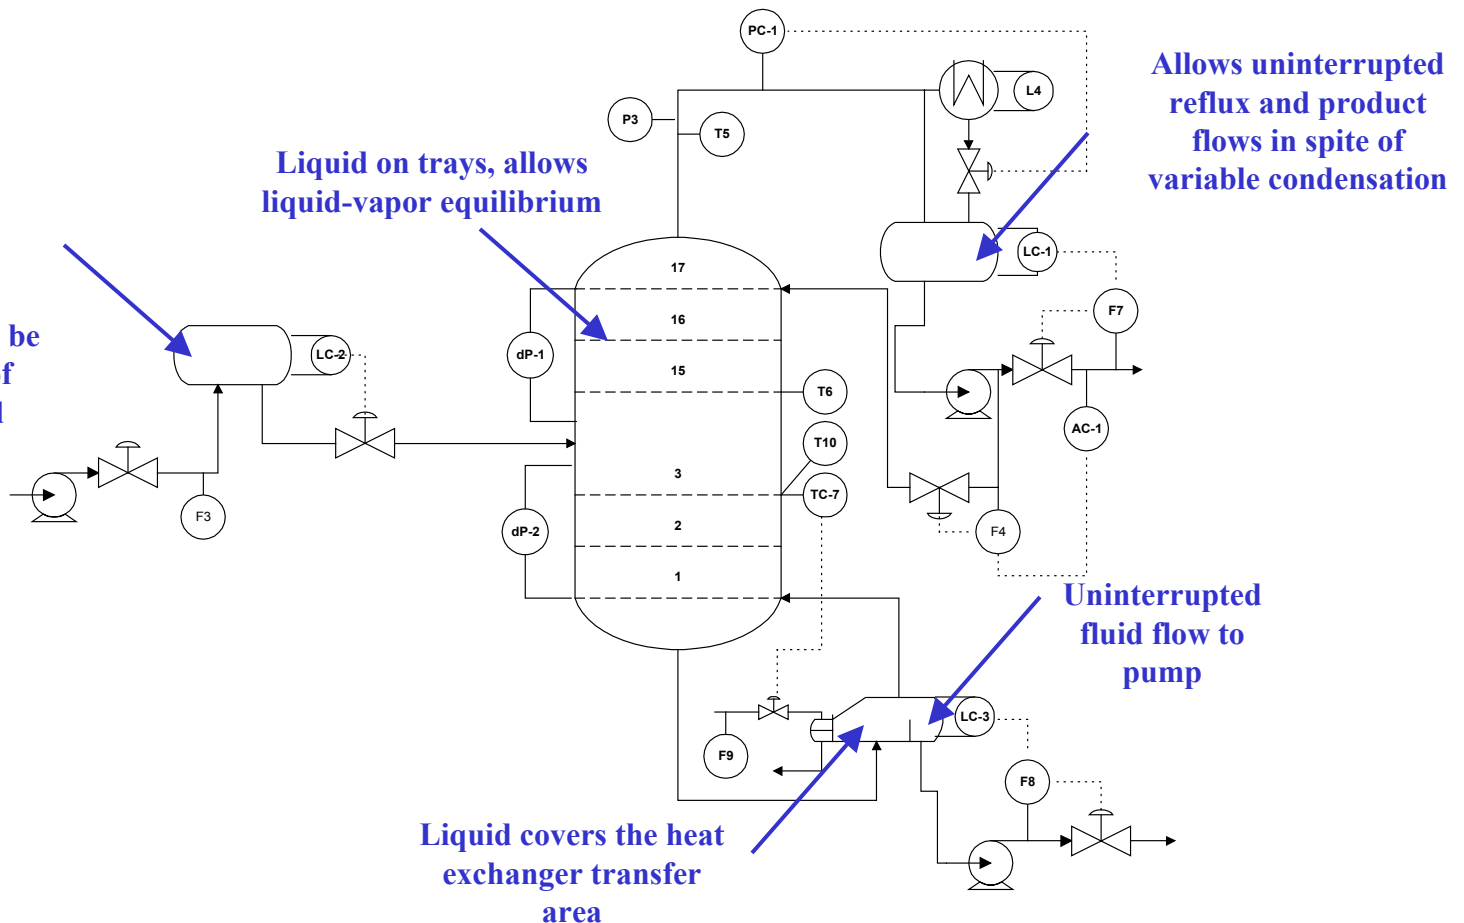 PC-1
Allows uninterrupted
reflux and product
flows in spite of
variable condensation
L4
P3
T5
Liquid on trays, allows
liquid-vapor equilibrium
LC-1
17
F7
16
be
LC-2
dP-1
15
T6
AC-1
T10
3
TC-7
F3
dP-2
2
F4
1
Uninterrupted
fluid flow to
pump
LC-3
F9
F8
Liquid covers the heat
exchanger transfer
area